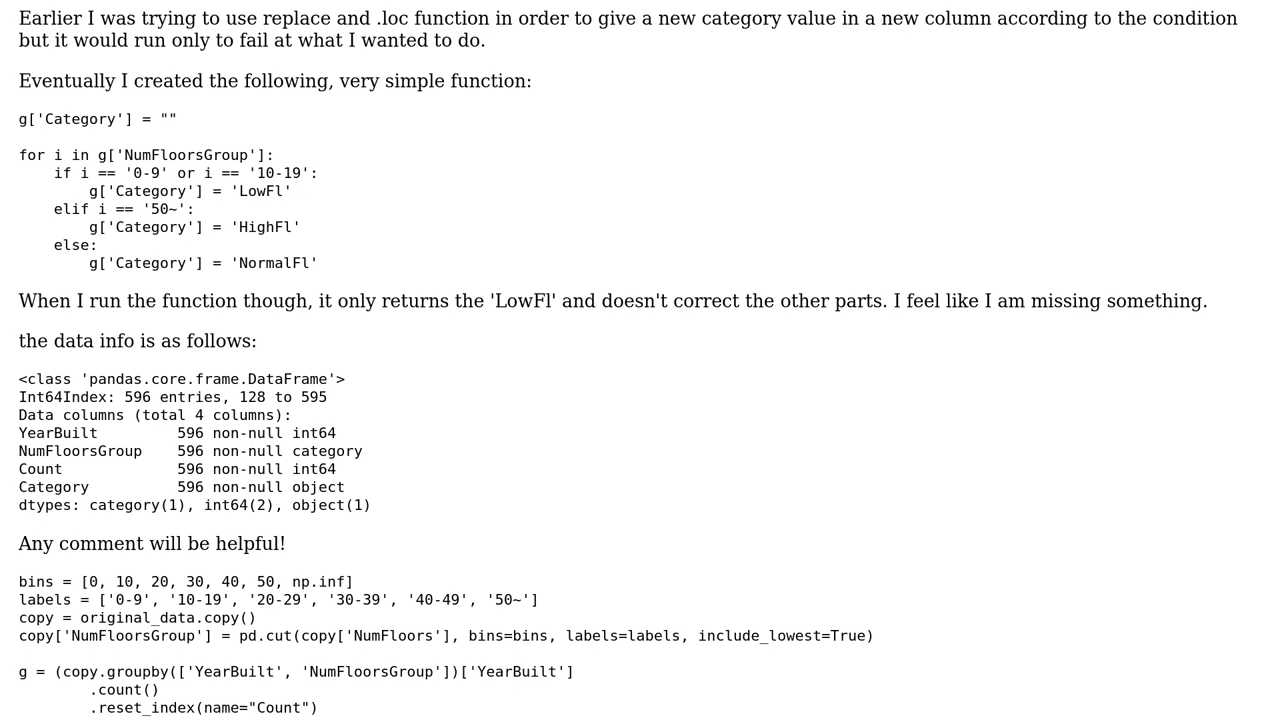 Earlier I was trying to use replace and .loc function in order to give a new category value in a new column according to the condition
but it would run only to fail at what I wanted to do.
Eventually I created the following, very simple function:
g['Category'] = ""
for i in g['NumFloorsGroup']:
    if i == '0-9' or i == '10-19':
        g['Category'] = 'LowFl'
    elif i == '50~':
        g['Category'] = 'HighFl'
    else:
        g['Category'] = 'NormalFl'
When I run the function though, it only returns the 'LowFl' and doesn't correct the other parts. I feel like I am missing something.
the data info is as follows:
<class 'pandas.core.frame.DataFrame'>
Int64Index: 596 entries, 128 to 595
Data columns (total 4 columns):
YearBuilt         596 non-null int64
NumFloorsGroup    596 non-null category
Count             596 non-null int64
Category          596 non-null object
dtypes: category(1), int64(2), object(1)
Any comment will be helpful!
bins = [0, 10, 20, 30, 40, 50, np.inf]
labels = ['0-9', '10-19', '20-29', '30-39', '40-49', '50~']
copy = original_data.copy()
copy['NumFloorsGroup'] = pd.cut(copy['NumFloors'], bins=bins, labels=labels, include_lowest=True)
g = (copy.groupby(['YearBuilt', 'NumFloorsGroup'])['YearBuilt']
        .count()
        .reset_index(name="Count")